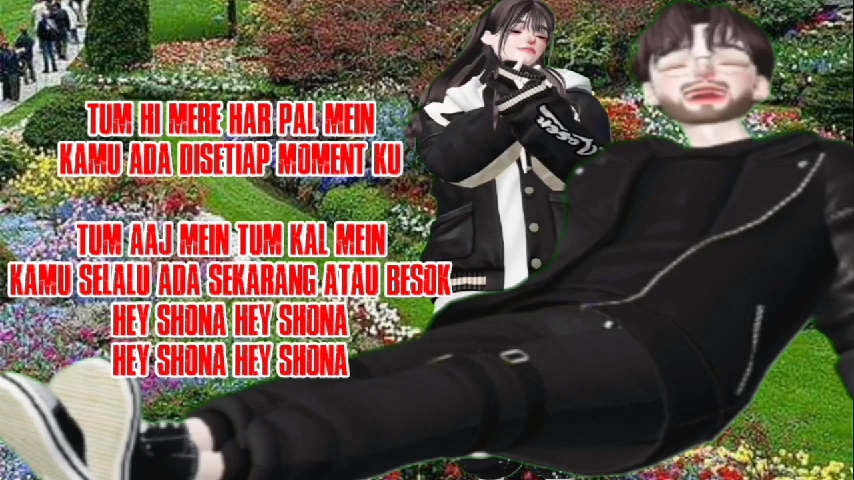 TUM HI MERE HAR PAL MEIN
KAMU ADA DISETIAP MOMENT KU
TUM AAJ MEIN TUM KAL MEIN
KAMU SELALU ADA SEKARANG ATAU BESOK
HEY SHONA HEY SHONA
HEY SHONA HEY SHONA